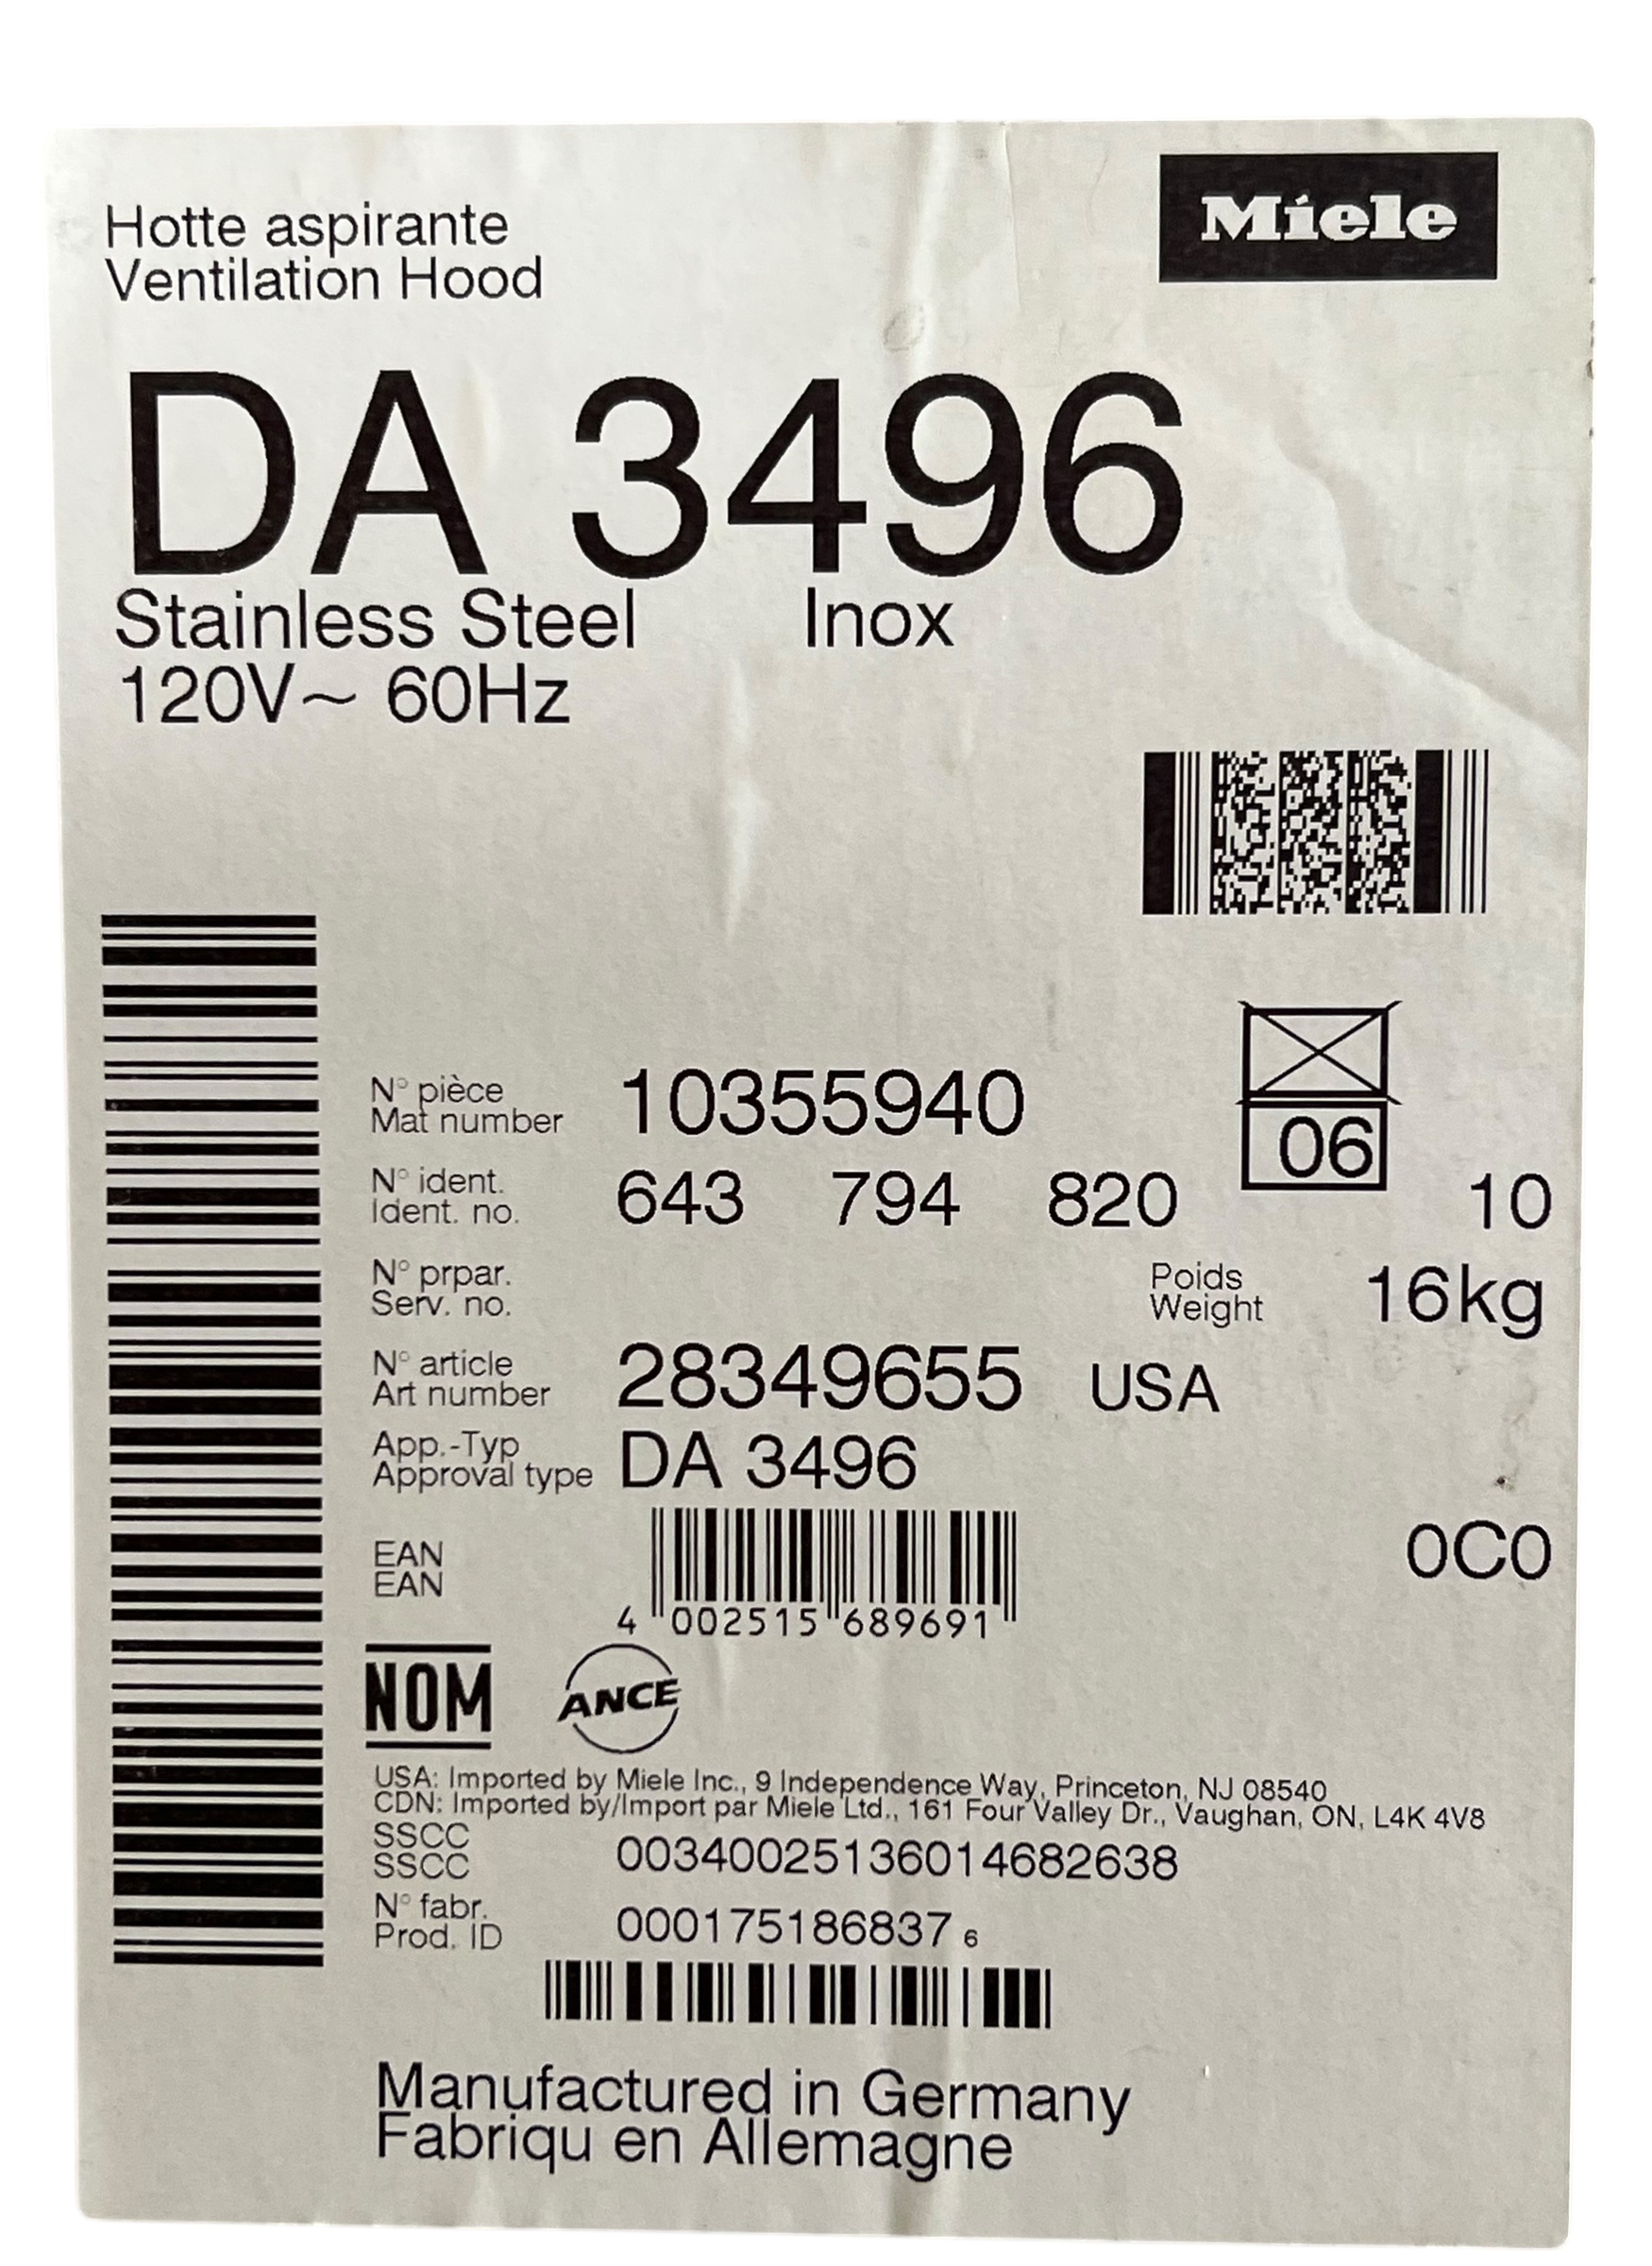 Miele
Hotte aspirante
Ventilation Hood
DA 3496
Stainless Steel Inox
120V~ 60Hz
N° pièce
Mat number 10355940
06
N° ident.
Ident. no. 643 794 820 10
N° prpar.
Serv. no.
Poids
Weight 16kg
N° article
Art number 28349655 USA
App.-Typ
Approval type DA 3496
EAN
EAN
0C0
4 002515 689691
NOM ANCE
USA: Imported by Miele Inc., 9 Independence Way, Princeton, NJ 08540
CDN: Imported by/Import par Miele Ltd., 161 Four Valley Dr., Vaughan, ON, L4K 4V8
SSCC
SSCC 00340025136014682638
N° fabr.
Prod. ID 000175186837 6
Manufactured in Germany
Fabriqu en Allemagne